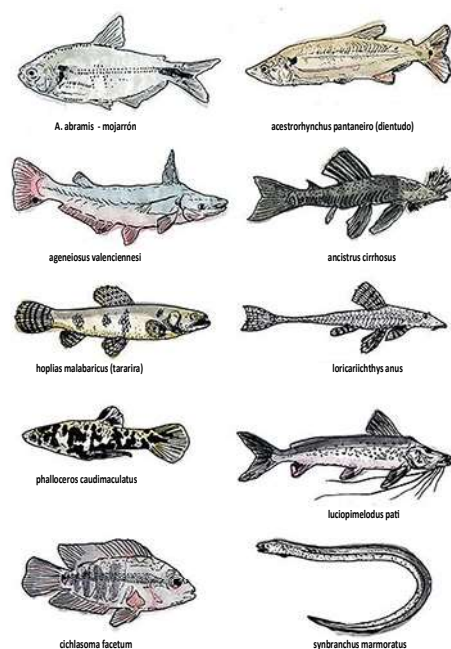 A. abramis - mojarrón
acestrorhynchus pantaneiro (dientudo)
ageneiosus valenciennesi
ancistrus cirrhosus
hoplias malabaricus (tararira)
loricariichthys anus
phalloceros caudimaculatus
luciopimelodus pati
cichlasoma facetum
synbranchus marmoratus